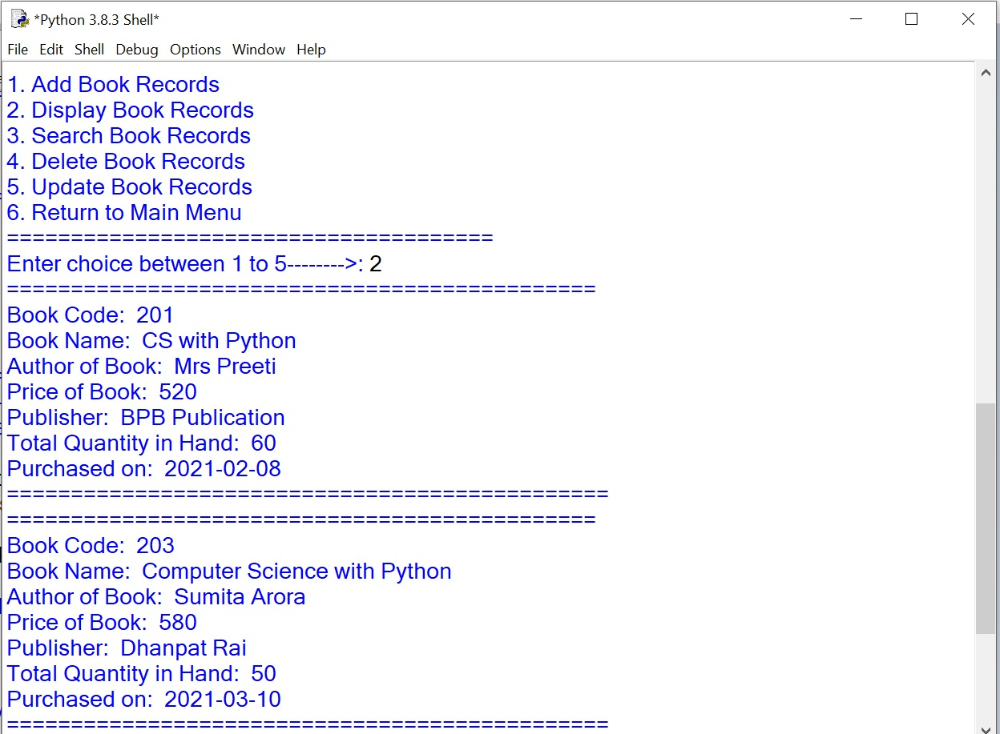 *Python 3.8.3 Shell*
File Edit Shell Debug Options Window Help
1. Add Book Records
2. Display Book Records
3. Search Book Records
4. Delete Book Records
5. Update Book Records
6. Return to Main Menu
======================================
Enter choice between 1 to 5-------->: 2
==============================================
Book Code:  201
Book Name:  CS with Python
Author of Book:  Mrs Preeti
Price of Book:  520
Publisher:  BPB Publication
Total Quantity in Hand:  60
Purchased on:  2021-02-08
===============================================
==============================================
Book Code:  203
Book Name:  Computer Science with Python
Author of Book:  Sumita Arora
Price of Book:  580
Publisher:  Dhanpat Rai
Total Quantity in Hand:  50
Purchased on:  2021-03-10
===============================================